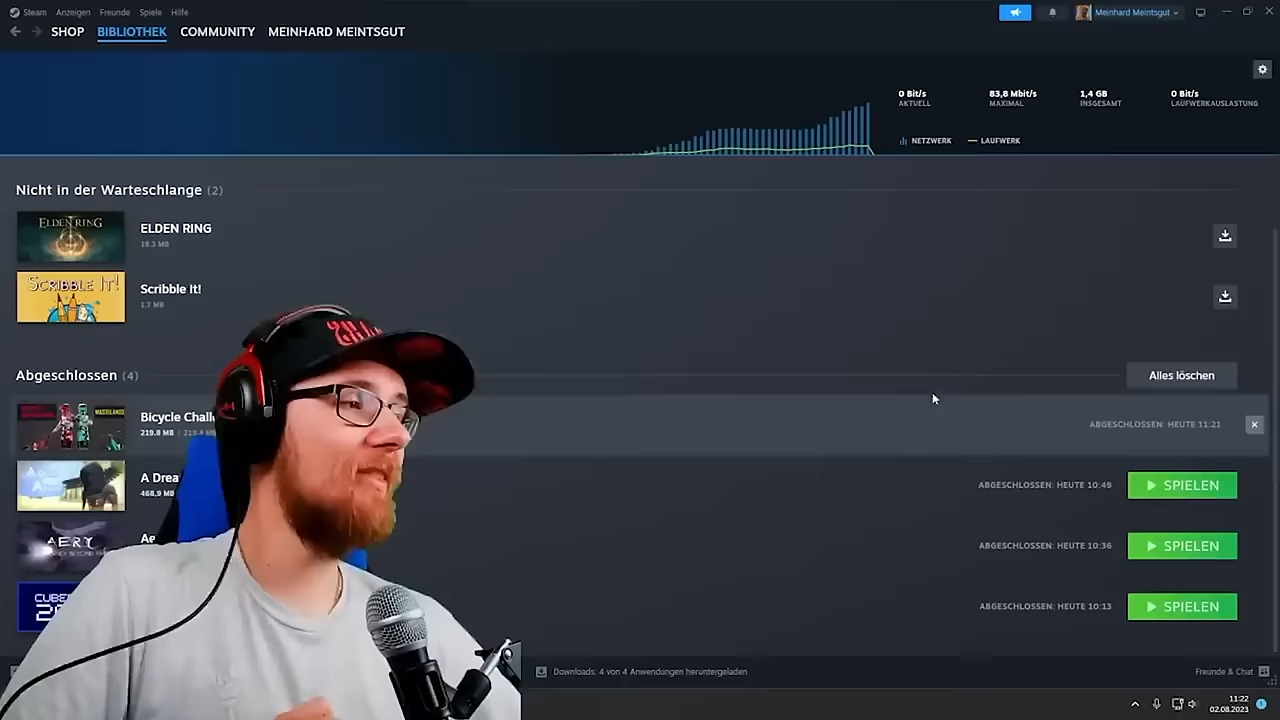 Steam Anzeigen Freunde Spiele Hilfe
Meinhard Meintsgut
SHOP BIBLIOTHEK COMMUNITY MEINHARD MEINTSGUT
0 Bit/s 83,8 Mbit/s 1,4 GB 0 Bit/s
AKTUELL MAXIMAL INSGESAMT LAUFWERKAUSLASTUNG
NETZWERK LAUFWERK
Nicht in der Warteschlange (2)
ELDEN RING
ELDEN RING
18,3 MB
SCRIBBLE IT!
Scribble It!
1,7 MB
Abgeschlossen (4)
Alles löschen
WASTELANDS
Bicycle Chall
219,8 MB
ABGESCHLOSSEN: HEUTE 11:21
A Drea
468,9 MB
ABGESCHLOSSEN: HEUTE 10:49
SPIELEN
AERY
Ae
ABGESCHLOSSEN: HEUTE 10:36
SPIELEN
CUBE
ABGESCHLOSSEN: HEUTE 10:13
SPIELEN
Downloads: 4 von 4 Anwendungen heruntergeladen
Freunde & Chat
11:22
02.08.2023